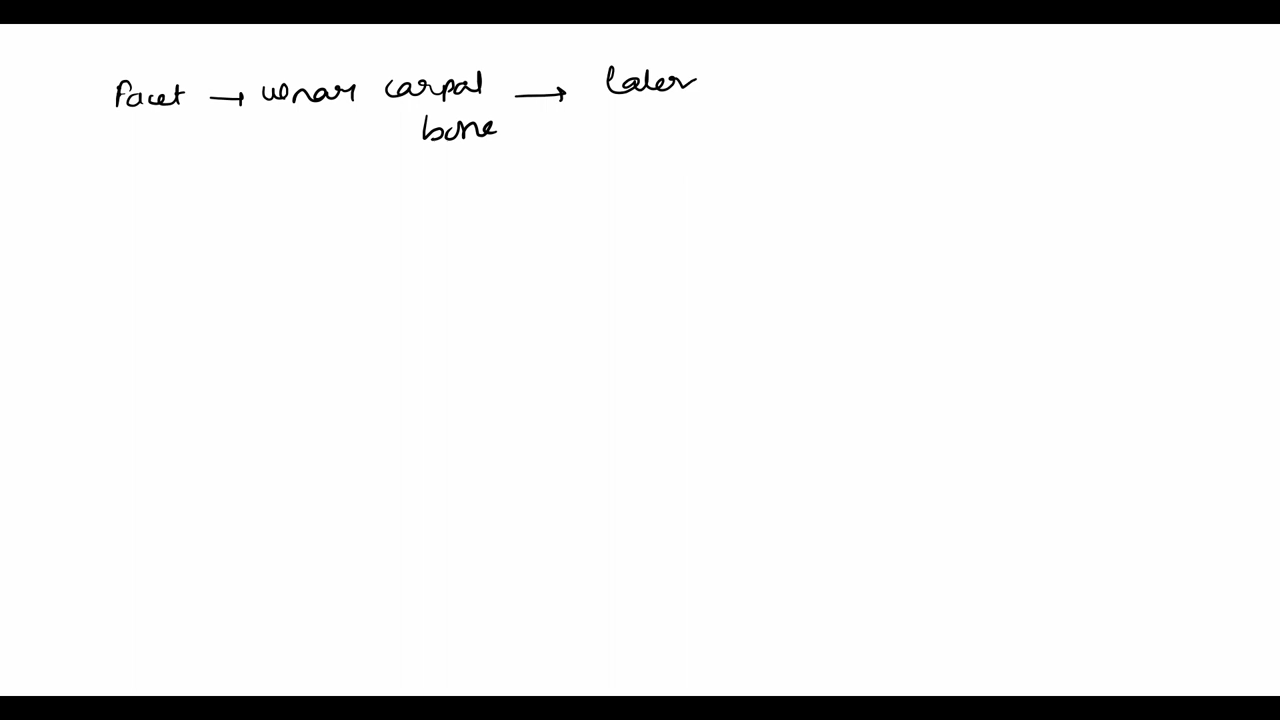 facet → ulnar carpal → later
bone